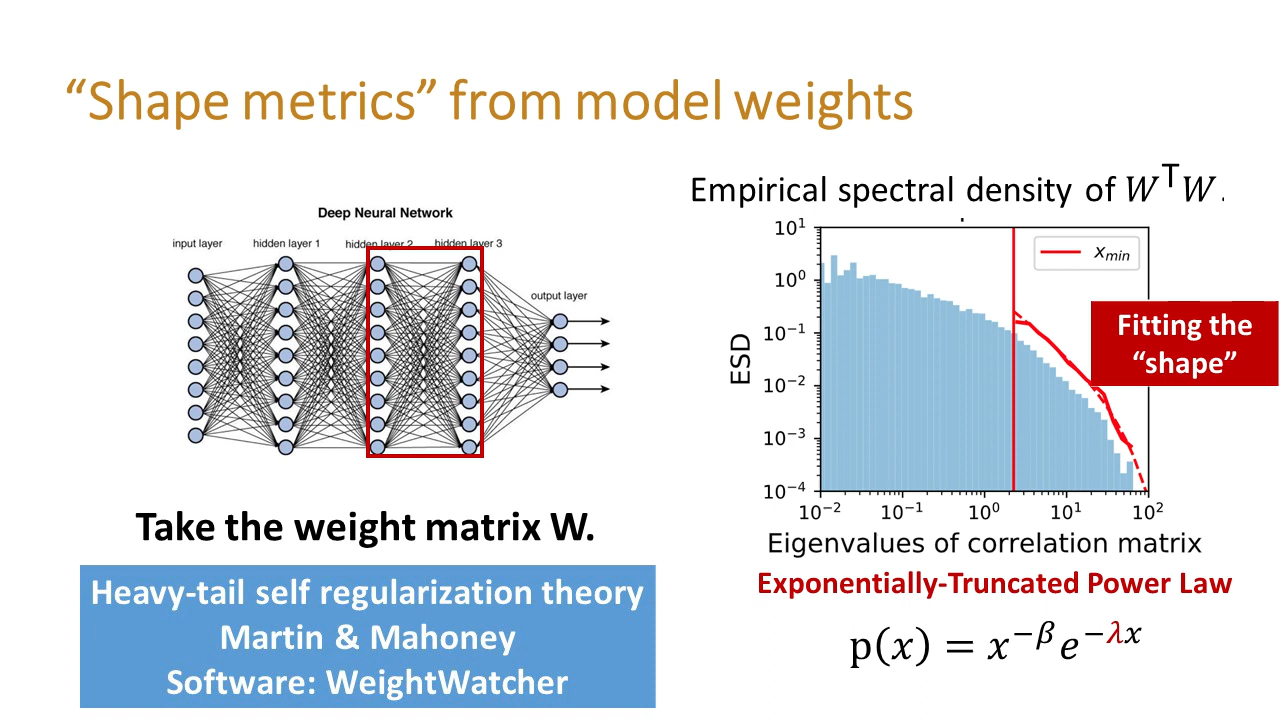 “Shape metrics” from model weights
Empirical spectral density of WᵀW.
Deep Neural Network
input layer
hidden layer 1
hidden layer 2
hidden layer 3
output layer
Take the weight matrix W.
Heavy-tail self regularization theory
Martin & Mahoney
Software: WeightWatcher
10¹
10⁰
10⁻¹
10⁻²
10⁻³
10⁻⁴
ESD
x_min
Fitting the
“shape”
10⁻²
10⁻¹
10⁰
10¹
10²
Eigenvalues of correlation matrix
Exponentially-Truncated Power Law
p(x) = x^{−β}e^{−λx}